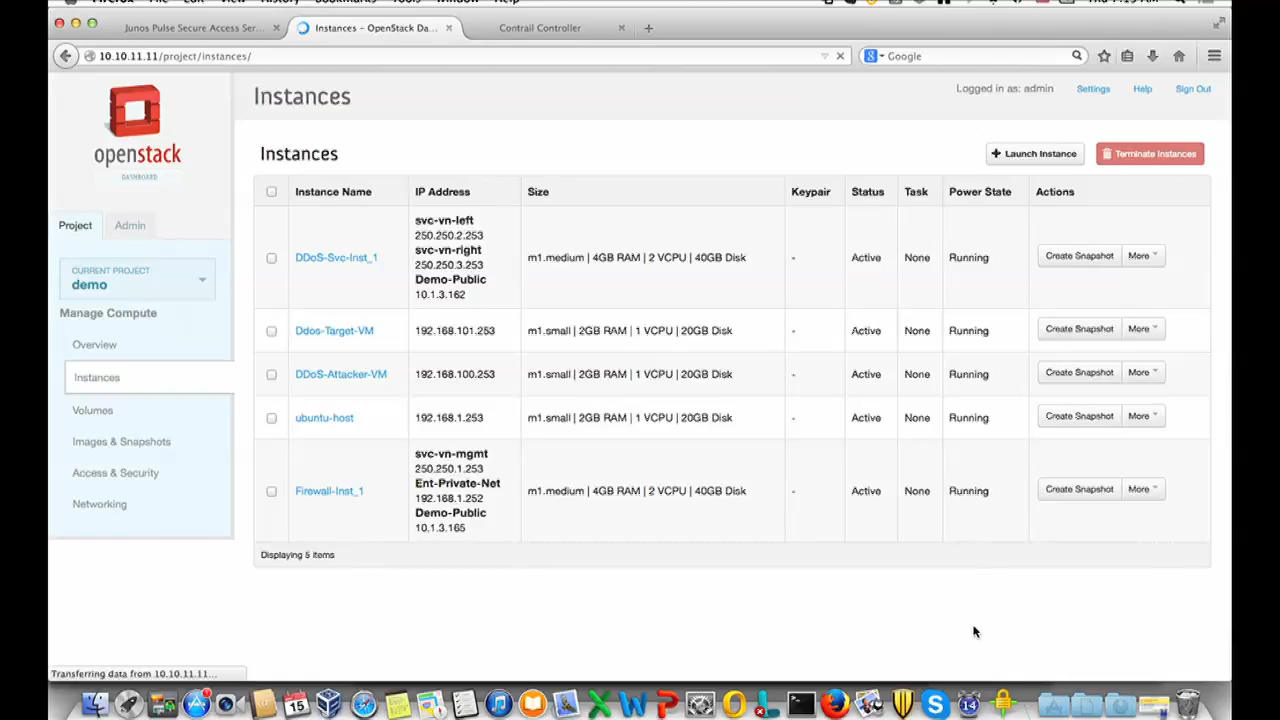 Junos Pulse Secure Access Ser... ×
Instances – OpenStack Da... ×
Contrail Controller ×
10.10.11.11/project/instances/
Google
openstack
DASHBOARD
Project
Admin
CURRENT PROJECT
demo
Manage Compute
Overview
Instances
Volumes
Images & Snapshots
Access & Security
Networking
Instances
Logged in as: admin
Settings
Help
Sign Out
Instances
+ Launch Instance
Terminate Instances
Instance Name IP Address Size Keypair Status Task Power State Actions
svc-vn-left
250.250.2.253
svc-vn-right
DDoS-Svc-Inst_1 m1.medium | 4GB RAM | 2 VCPU | 40GB Disk - Active None Running Create Snapshot More
250.250.3.253
Demo-Public
10.1.3.162
Ddos-Target-VM 192.168.101.253 m1.small | 2GB RAM | 1 VCPU | 20GB Disk - Active None Running Create Snapshot More
DDoS-Attacker-VM 192.168.100.253 m1.small | 2GB RAM | 1 VCPU | 20GB Disk - Active None Running Create Snapshot More
ubuntu-host 192.168.1.253 m1.small | 2GB RAM | 1 VCPU | 20GB Disk - Active None Running Create Snapshot More
svc-vn-mgmt
250.250.1.253
Ent-Private-Net
Firewall-Inst_1 m1.medium | 4GB RAM | 2 VCPU | 40GB Disk - Active None Running Create Snapshot More
192.168.1.252
Demo-Public
10.1.3.165
Displaying 5 items
Transferring data from 10.10.11.11...
15
14